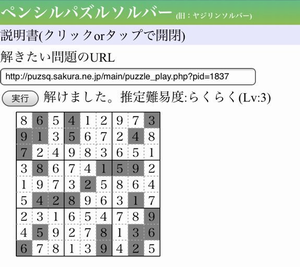 ペンシルパズルソルバー (旧：ヤジリンソルバー)
説明書(クリックorタップで開閉)
解きたい問題のURL
http://puzsq.sakura.ne.jp/main/puzzle_play.php?pid=1837
実行 解けました。推定難易度:らくらく(Lv:3)
8 6 5 4 1 2 9 7 3
9 1 3 5 6 7 2 4 8
7 2 4 9 8 3 6 5 1
3 8 6 7 4 1 5 9 2
1 9 7 3 2 5 8 6 4
5 4 2 8 9 6 3 1 7
2 3 1 6 5 4 7 8 9
4 5 9 2 7 8 1 3 6
6 7 8 1 3 9 4 2 5